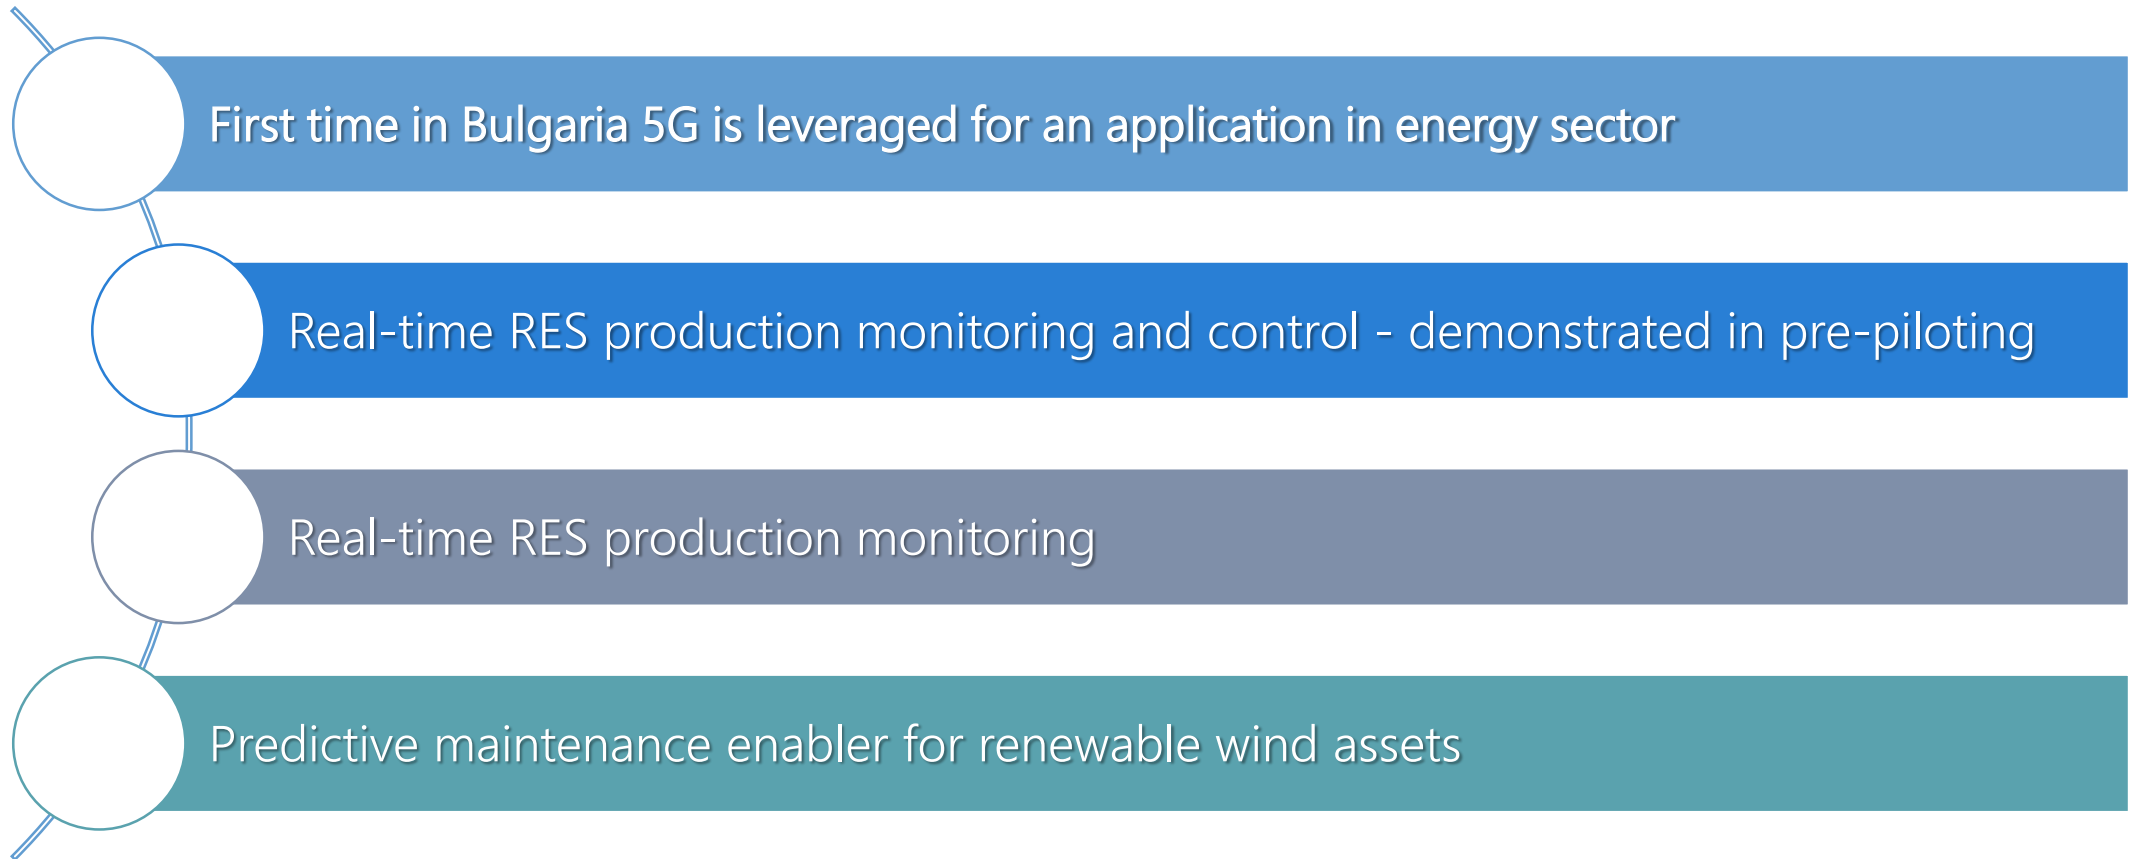 First time in Bulgaria 5G is leveraged for an application in energy sector
Real-time RES production monitoring and control - demonstrated in pre-piloting
Real-time RES production monitoring
Predictive maintenance enabler for renewable wind assets